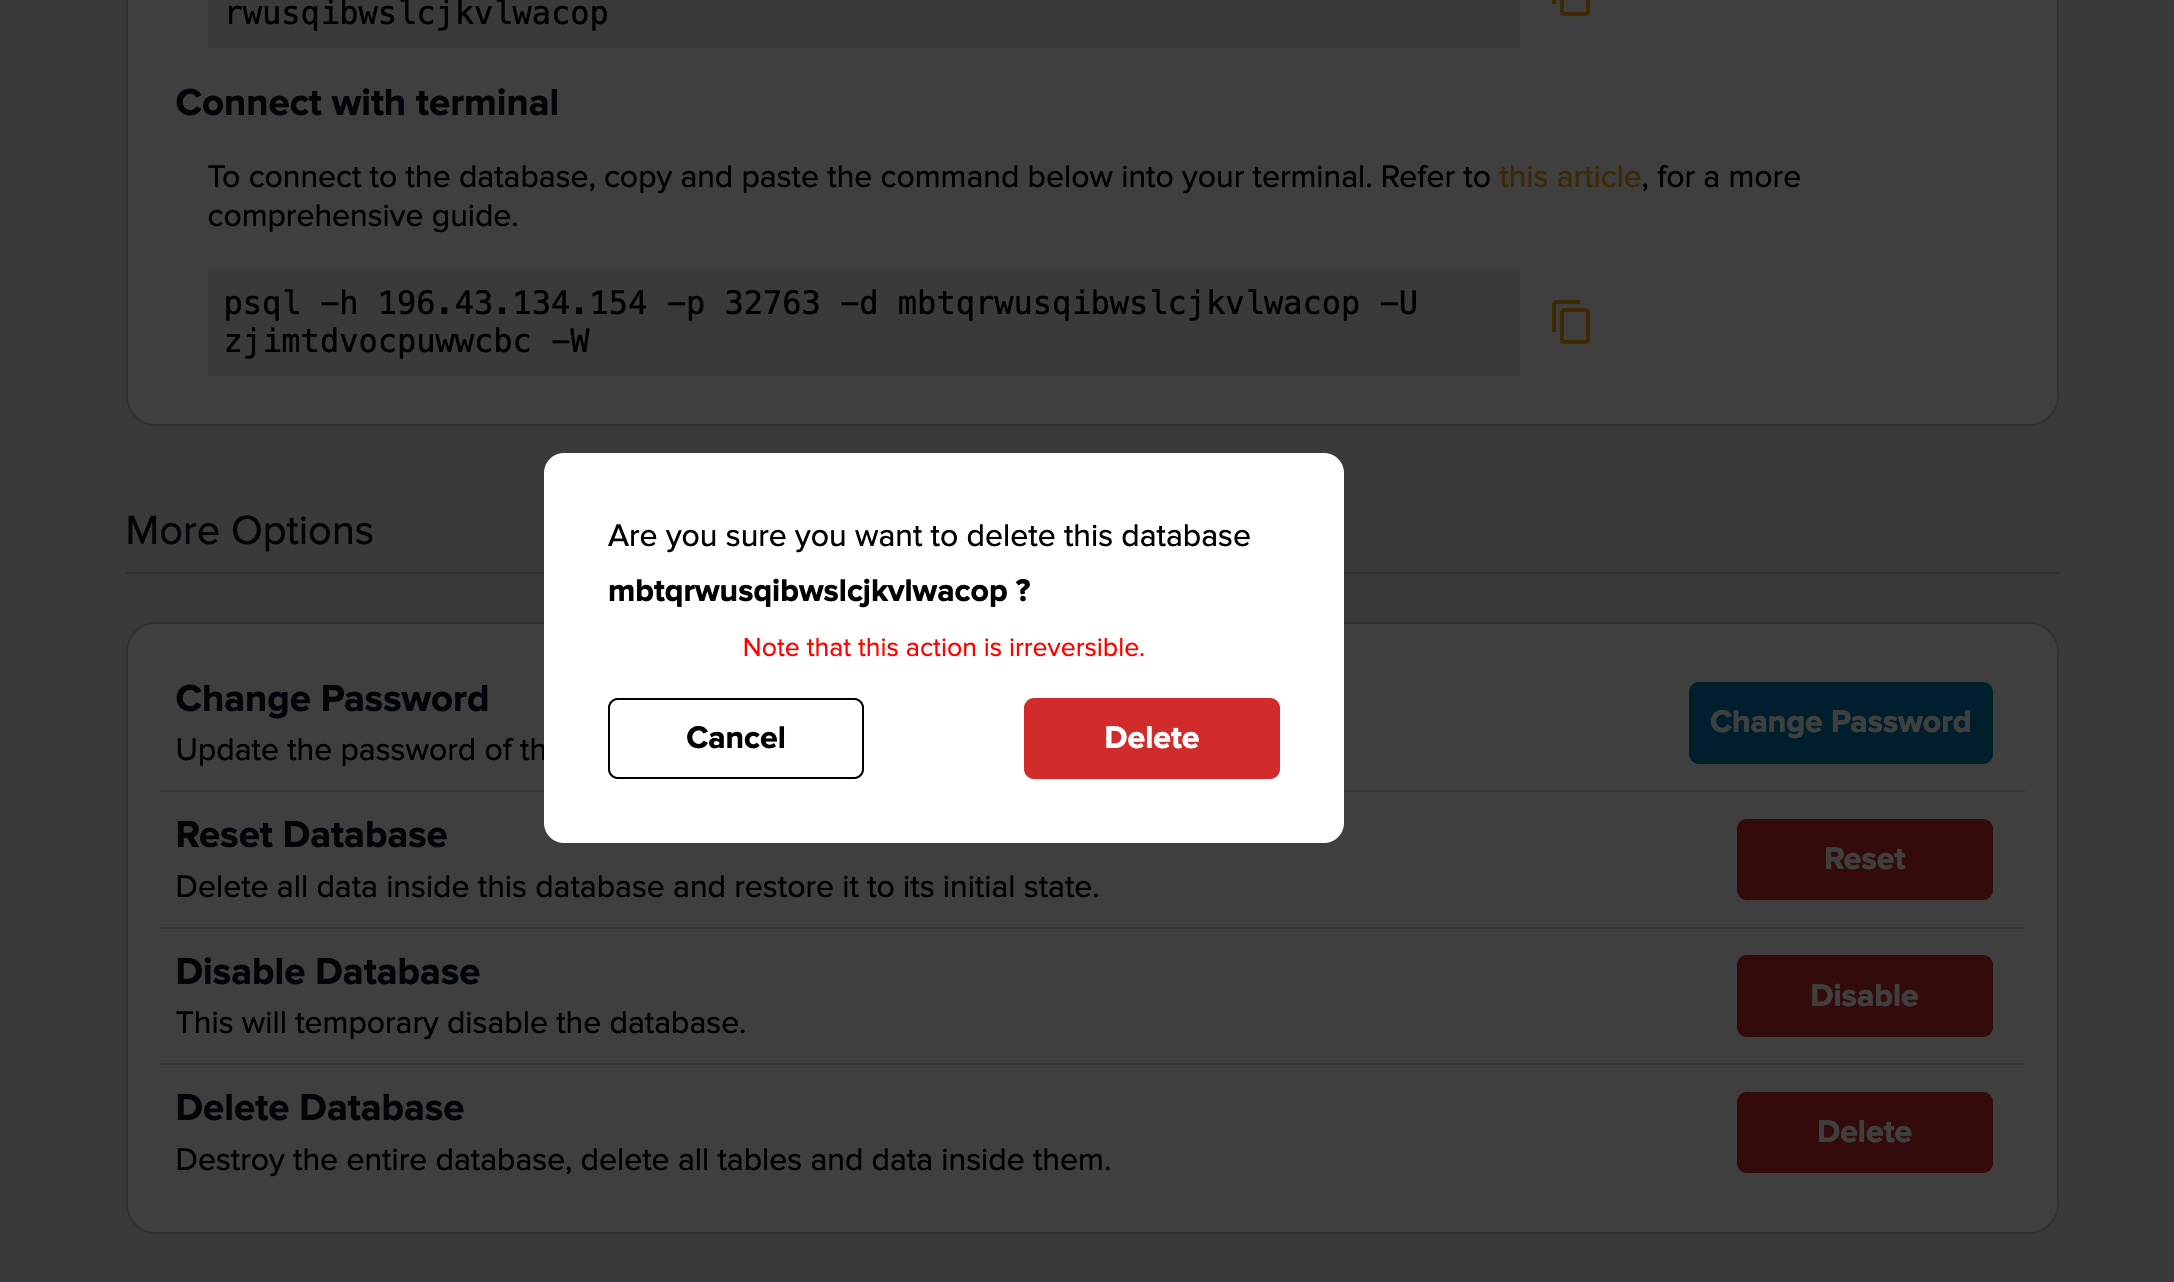 rwusqibwslcjkvlwacop
Connect with terminal
To connect to the database, copy and paste the command below into your terminal. Refer to this article, for a more
comprehensive guide.
psql -h 196.43.134.154 -p 32763 -d mbtqrwusqibwslcjkvlwacop -U
zjimtdvocpuwwcbc -W
More Options
Are you sure you want to delete this database
mbtqrwusqibwslcjkvlwacop ?
Note that this action is irreversible.
Cancel
Delete
Change Password
Update the password of th
Change Password
Reset Database
Delete all data inside this database and restore it to its initial state.
Reset
Disable Database
This will temporary disable the database.
Disable
Delete Database
Destroy the entire database, delete all tables and data inside them.
Delete